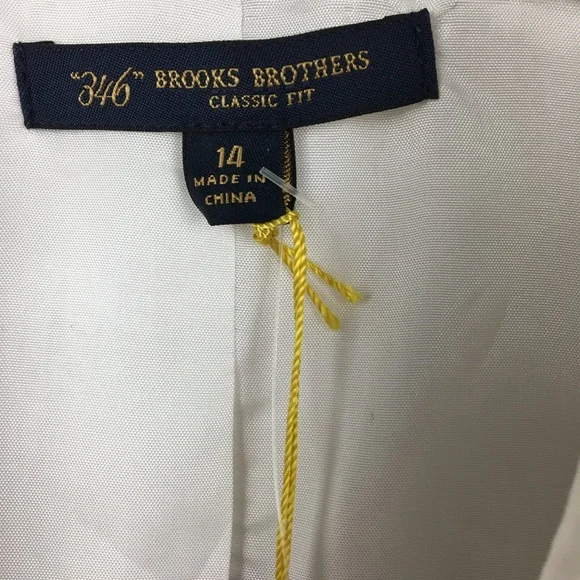 "346" BROOKS BROTHERS
CLASSIC FIT
14
MADE IN
CHINA